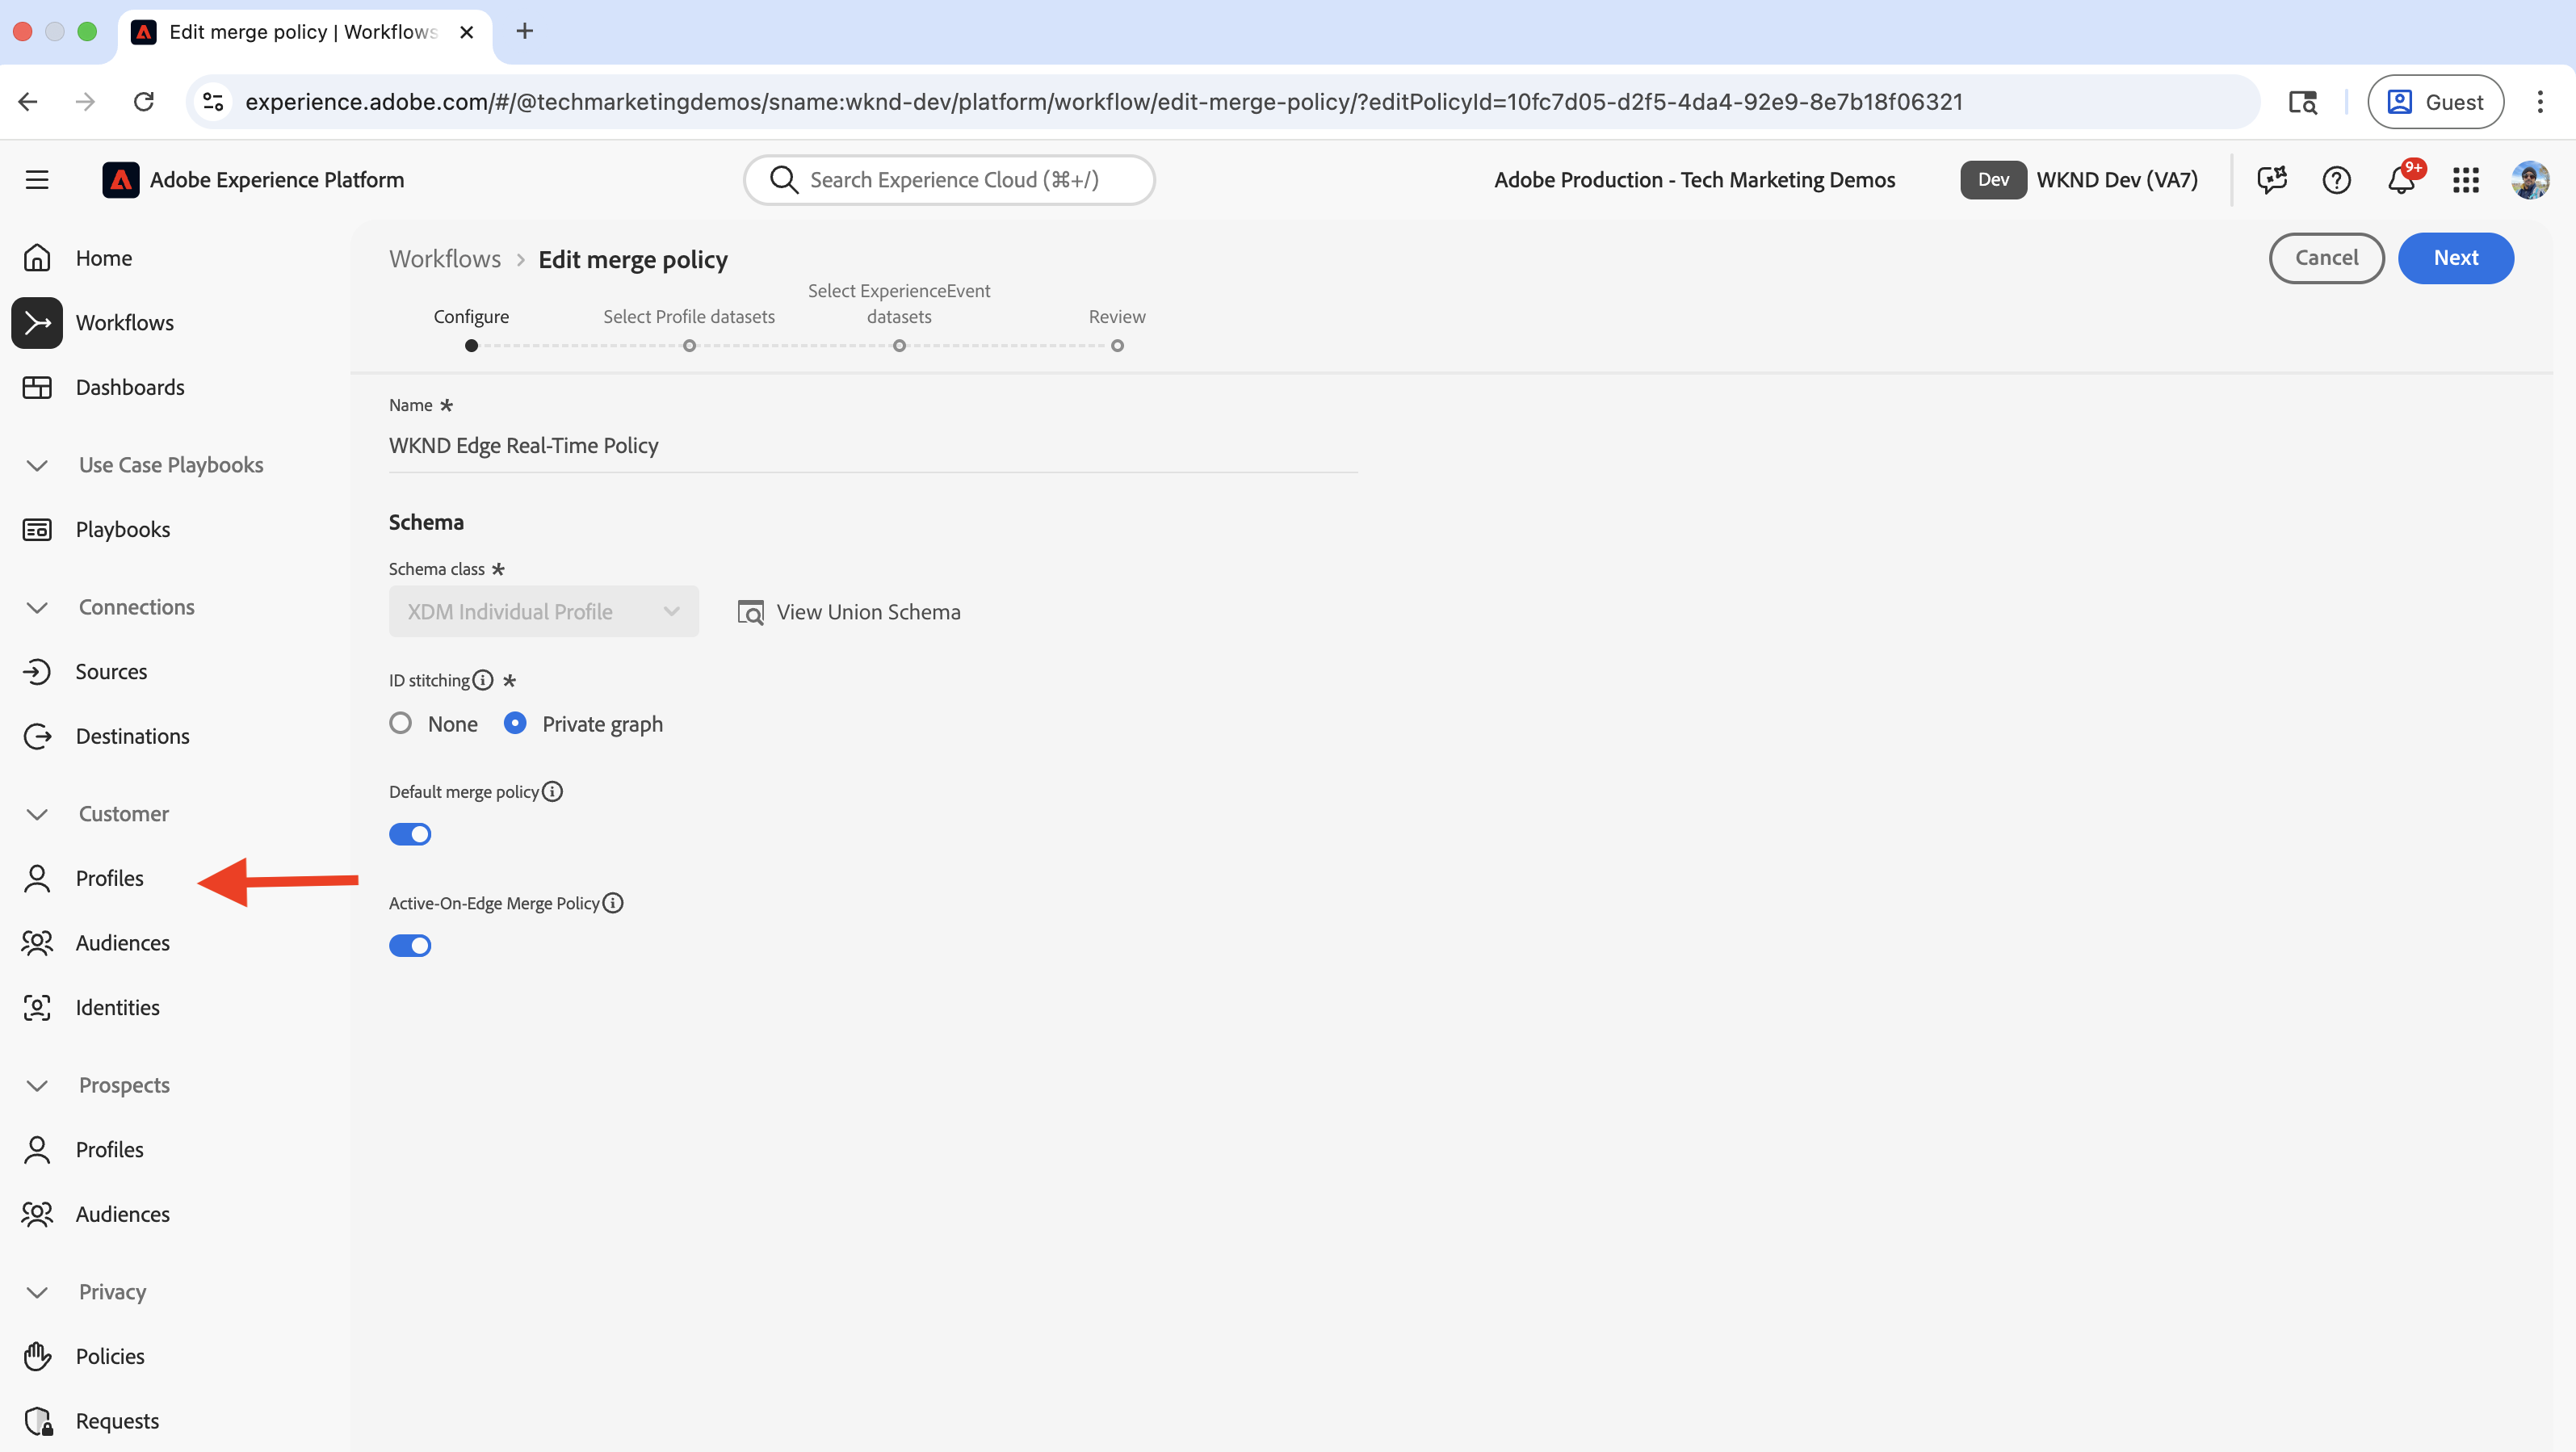 Edit merge policy | Workflows
experience.adobe.com/#/@techmarketingdemos/sname:wknd-dev/platform/workflow/edit-merge-policy/?editPolicyId=10fc7d05-d2f5-4da4-92e9-8e7b18f06321
Guest
Adobe Experience Platform
Search Experience Cloud (⌘+/)
Adobe Production - Tech Marketing Demos
Dev
WKND Dev (VA7)
9+
Home
Workflows
Dashboards
Use Case Playbooks
Playbooks
Connections
Sources
Destinations
Customer
Profiles
Audiences
Identities
Prospects
Profiles
Audiences
Privacy
Policies
Requests
Workflows > Edit merge policy
Cancel
Next
Configure
Select Profile datasets
Select ExperienceEvent
datasets
Review
Name *
WKND Edge Real-Time Policy
Schema
Schema class *
XDM Individual Profile
View Union Schema
ID stitching *
None
Private graph
Default merge policy
Active-On-Edge Merge Policy